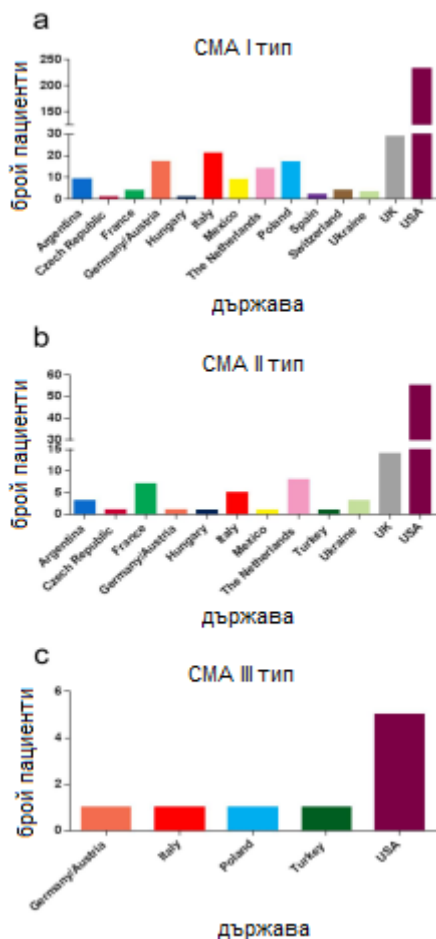 a
СМА I тип
брой пациенти
250
200
150
100
30
20
10
0
Argentina
Czech Republic
France
Germany/Austria
Hungary
Italy
Mexico
The Netherlands
Poland
Spain
Switzerland
Ukraine
UK
USA
държава
b
СМА II тип
брой пациенти
60
50
40
30
15
10
5
0
Argentina
Czech Republic
France
Germany/Austria
Hungary
Italy
Mexico
The Netherlands
Turkey
Ukraine
UK
USA
държава
c
СМА III тип
брой пациенти
6
4
2
0
Germany/Austria
Italy
Poland
Turkey
USA
държава